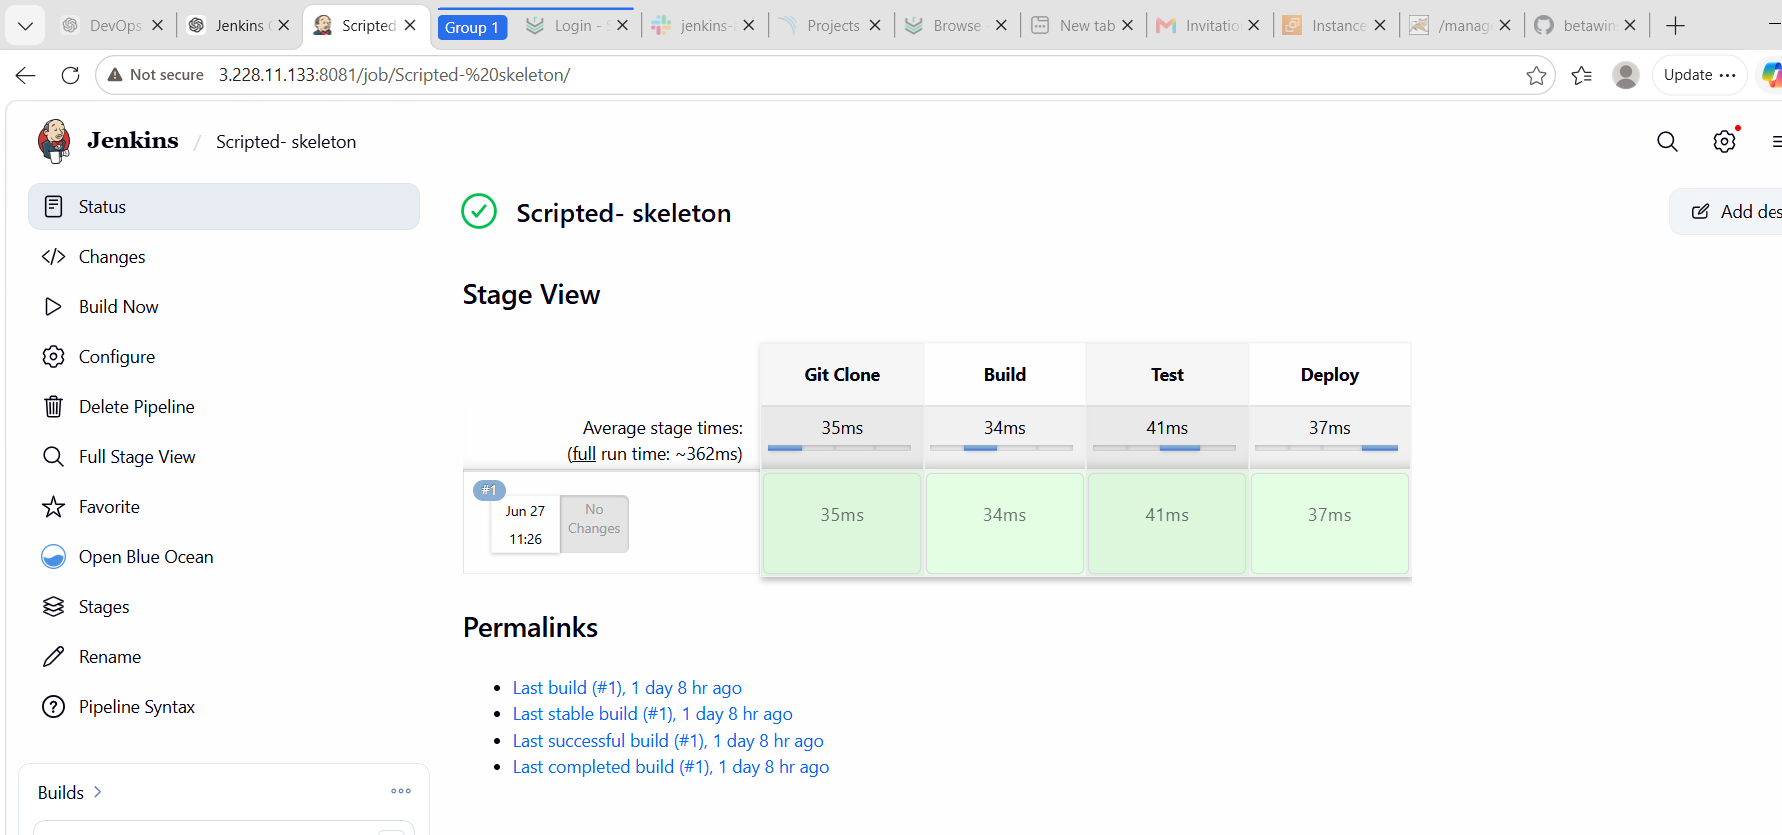 DevOps
Jenkins C
Scripted
Group 1
Login - S
jenkins-a
Projects
Browse -
New tab
Invitatio
Instance
/manag
betawin
Not secure 3.228.11.133:8081/job/Scripted-%20skeleton/
Update
Jenkins / Scripted- skeleton
Status
Changes
Build Now
Configure
Delete Pipeline
Full Stage View
Favorite
Open Blue Ocean
Stages
Rename
Pipeline Syntax
Builds
Scripted- skeleton
Add des
Stage View
Git Clone Build Test Deploy
Average stage times: 35ms 34ms 41ms 37ms
(full run time: ~362ms)
#1
Jun 27
11:26
No
Changes
35ms 34ms 41ms 37ms
Permalinks
Last build (#1), 1 day 8 hr ago
Last stable build (#1), 1 day 8 hr ago
Last successful build (#1), 1 day 8 hr ago
Last completed build (#1), 1 day 8 hr ago